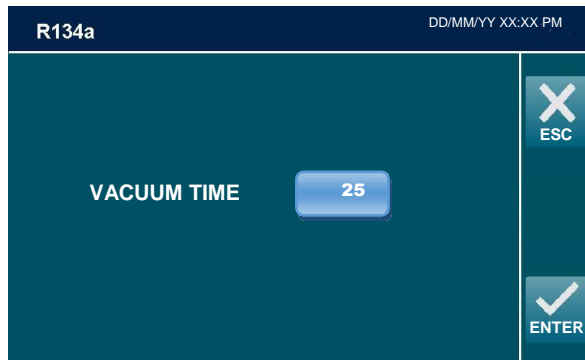 R134a
DD/MM/YY XX:XX PM
ESC
VACUUM TIME 25
ENTER